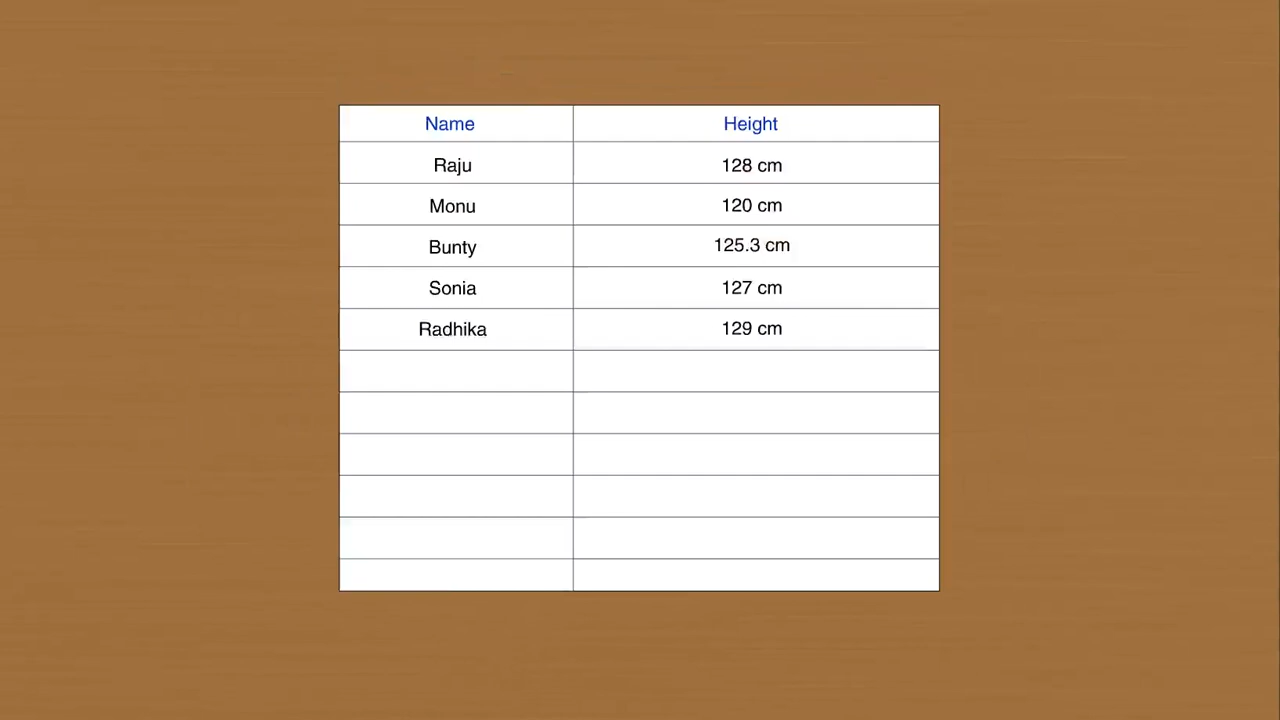 Name Height
Raju 128 cm
Monu 120 cm
Bunty 125.3 cm
Sonia 127 cm
Radhika 129 cm